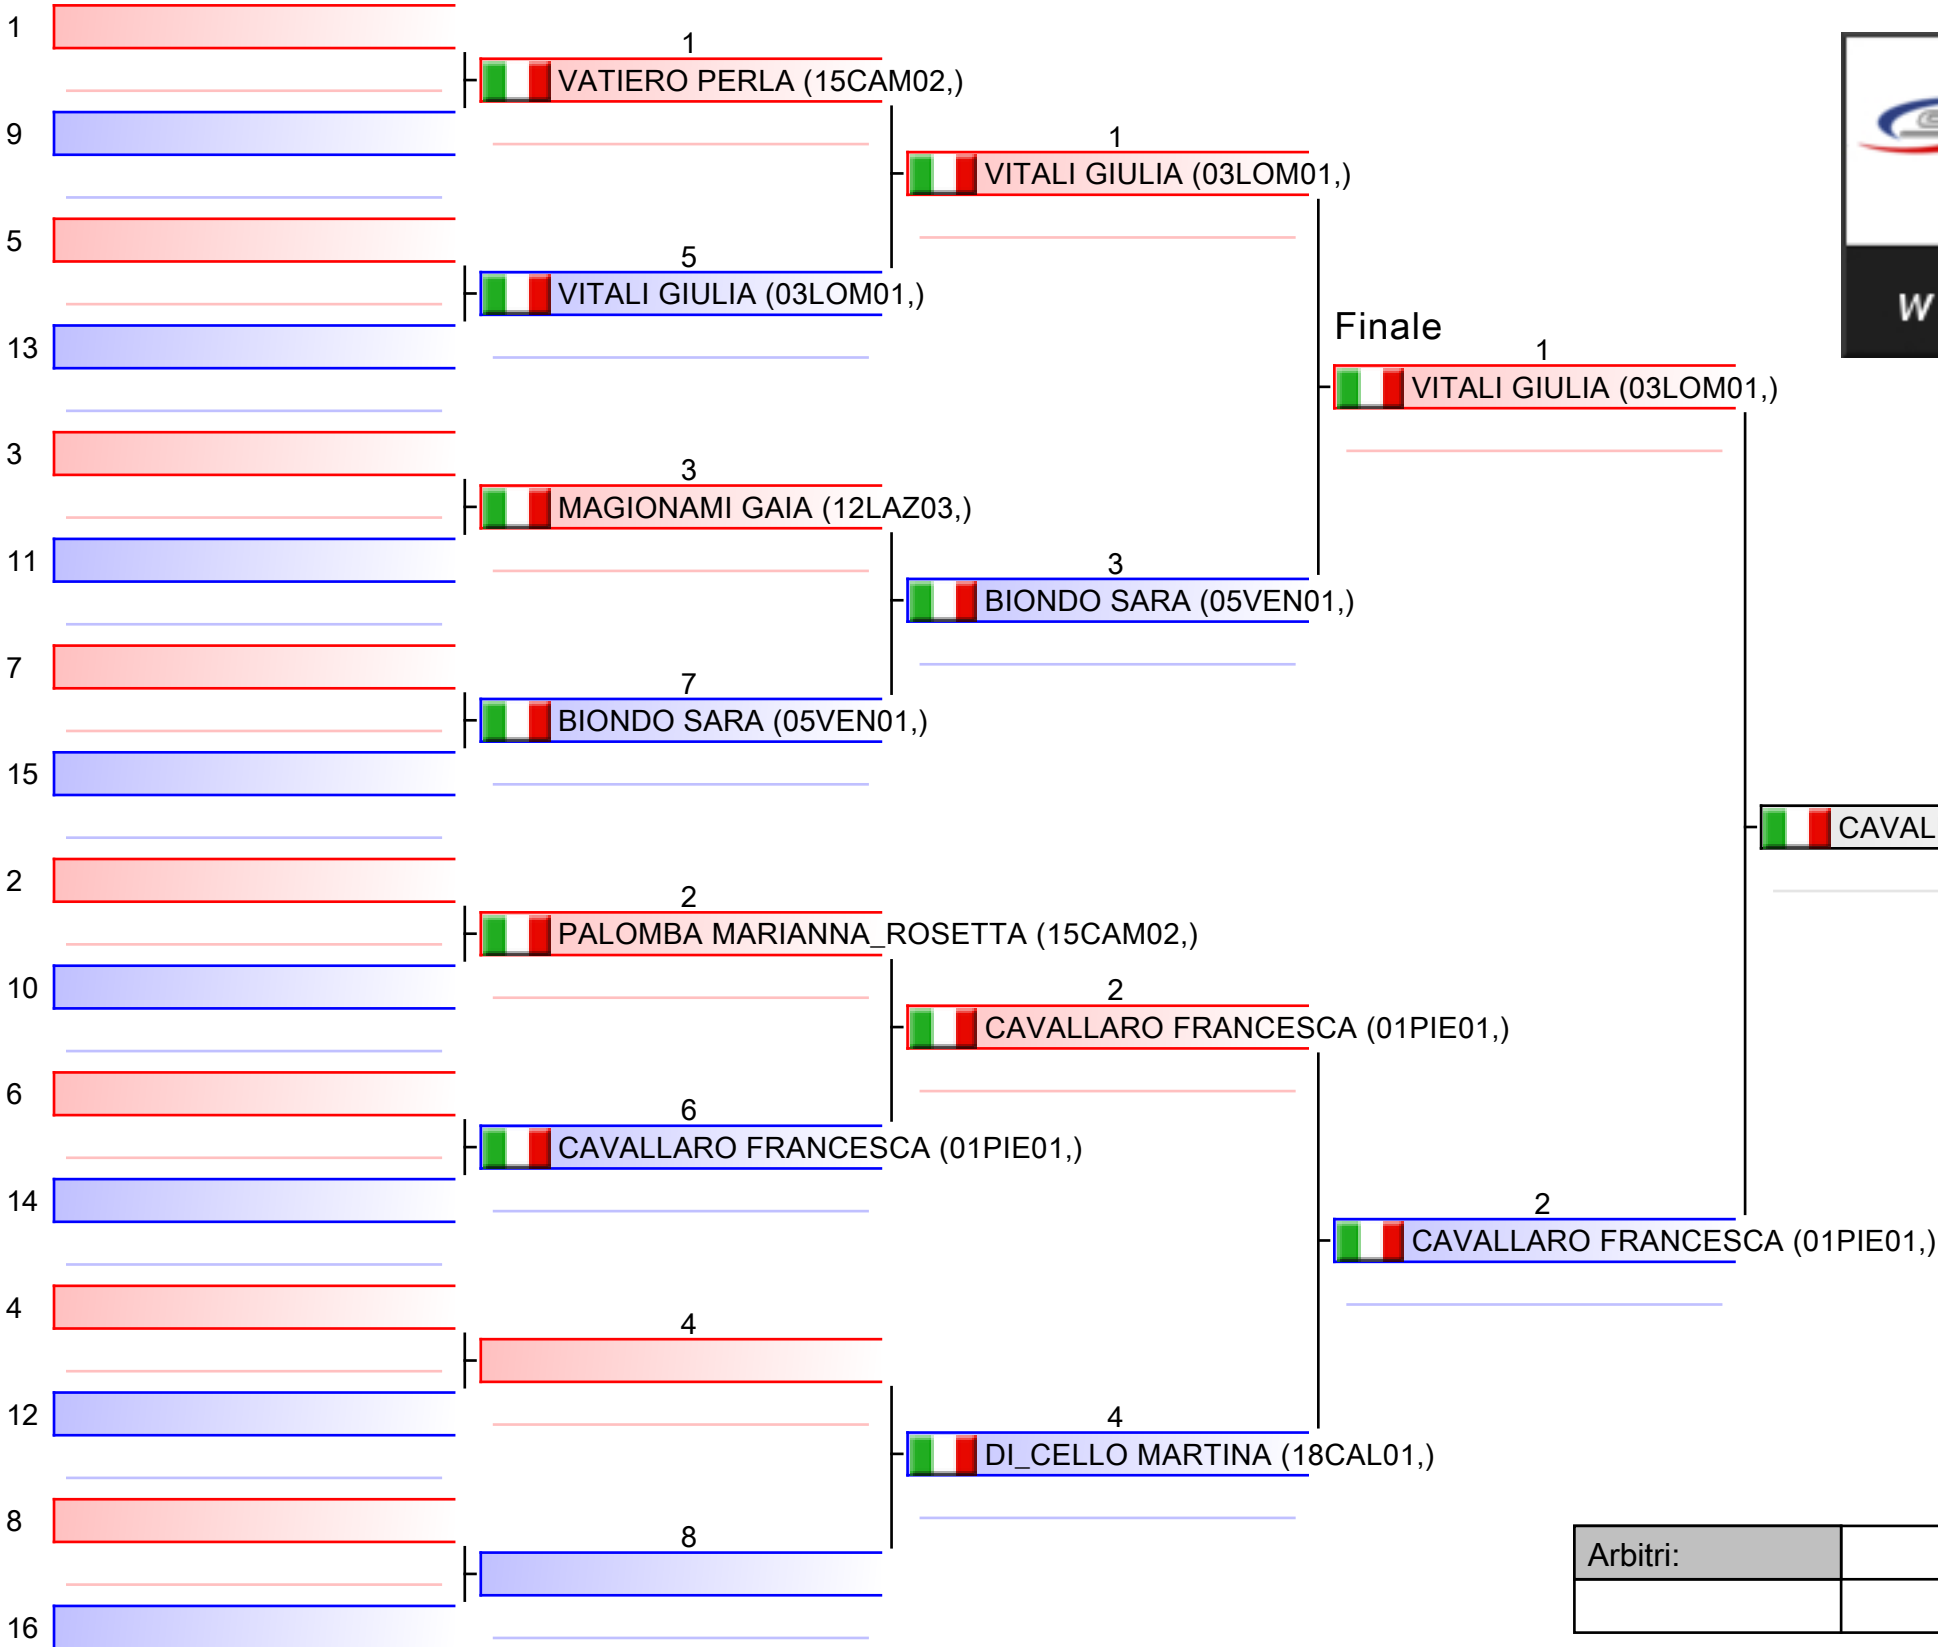 1
9
5
13
3
11
7
15
2
10
6
14
4
12
8
16
1
VATIERO PERLA (15CAM02,)
5
VITALI GIULIA (03LOM01,)
3
MAGIONAMI GAIA (12LAZ03,)
7
BIONDO SARA (05VEN01,)
2
PALOMBA MARIANNA_ROSETTA (15CAM02,)
6
CAVALLARO FRANCESCA (01PIE01,)
4
8
1
VITALI GIULIA (03LOM01,)
3
BIONDO SARA (05VEN01,)
2
CAVALLARO FRANCESCA (01PIE01,)
4
DI_CELLO MARTINA (18CAL01,)
Finale
1
VITALI GIULIA (03LOM01,)
2
CAVALLARO FRANCESCA (01PIE01,)
CAVAL
W
Arbitri: